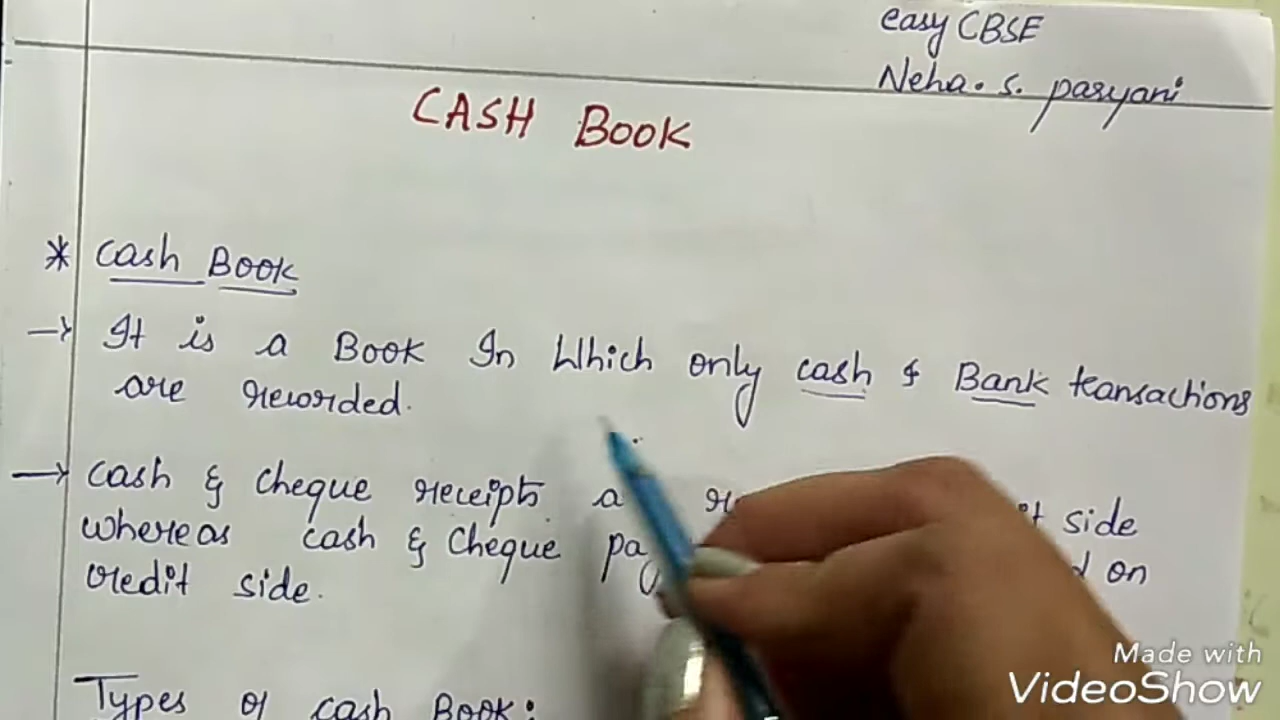 easy CBSE
Neha. S. paryani
CASH BOOK
* Cash Book
→ It is a Book In Which only cash & Bank transactions
are recorded.
→ Cash & Cheque receipts side
whereas cash & Cheque on
credit side.
Types of cash Book:
Made with
VideoShow